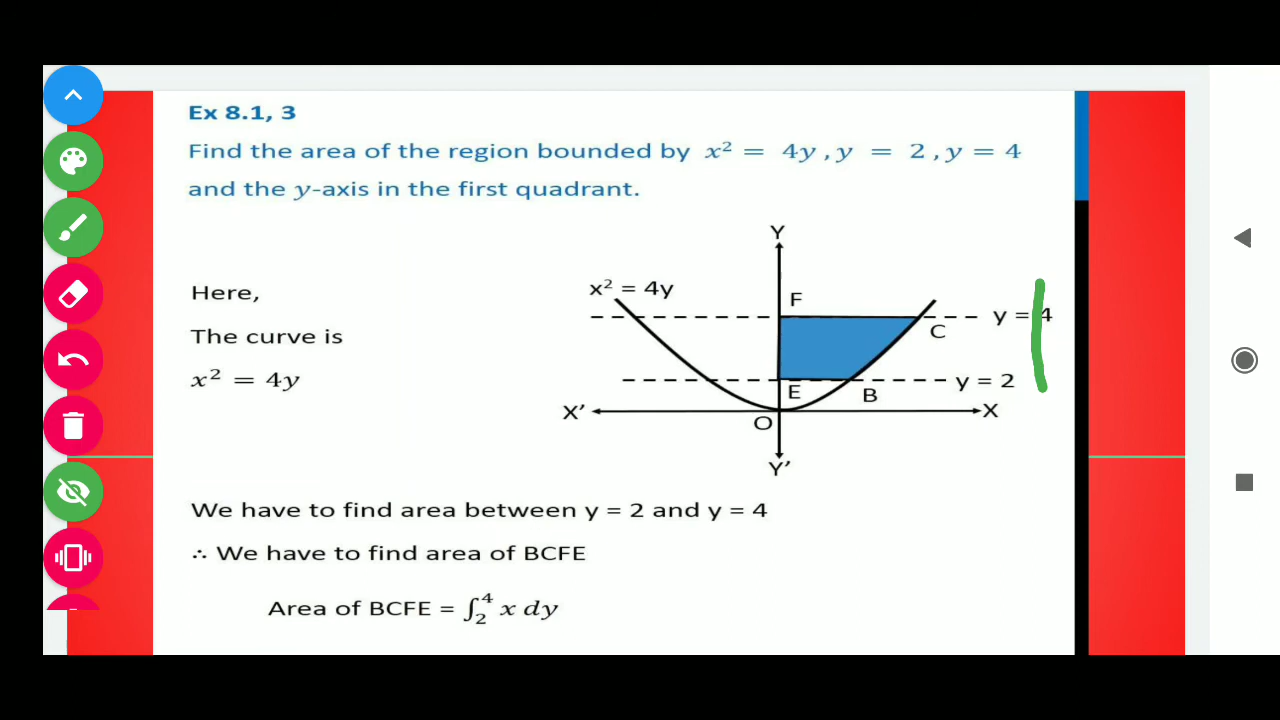 Ex 8.1, 3
Find the area of the region bounded by x² = 4y , y = 2 , y = 4
and the y-axis in the first quadrant.
Y
x² = 4y
F
Here,
y = 4
C
The curve is
x² = 4y
y = 2
E
B
X’
X
O
Y’
We have to find area between y = 2 and y = 4
∴ We have to find area of BCFE
Area of BCFE = ∫₂⁴ x dy